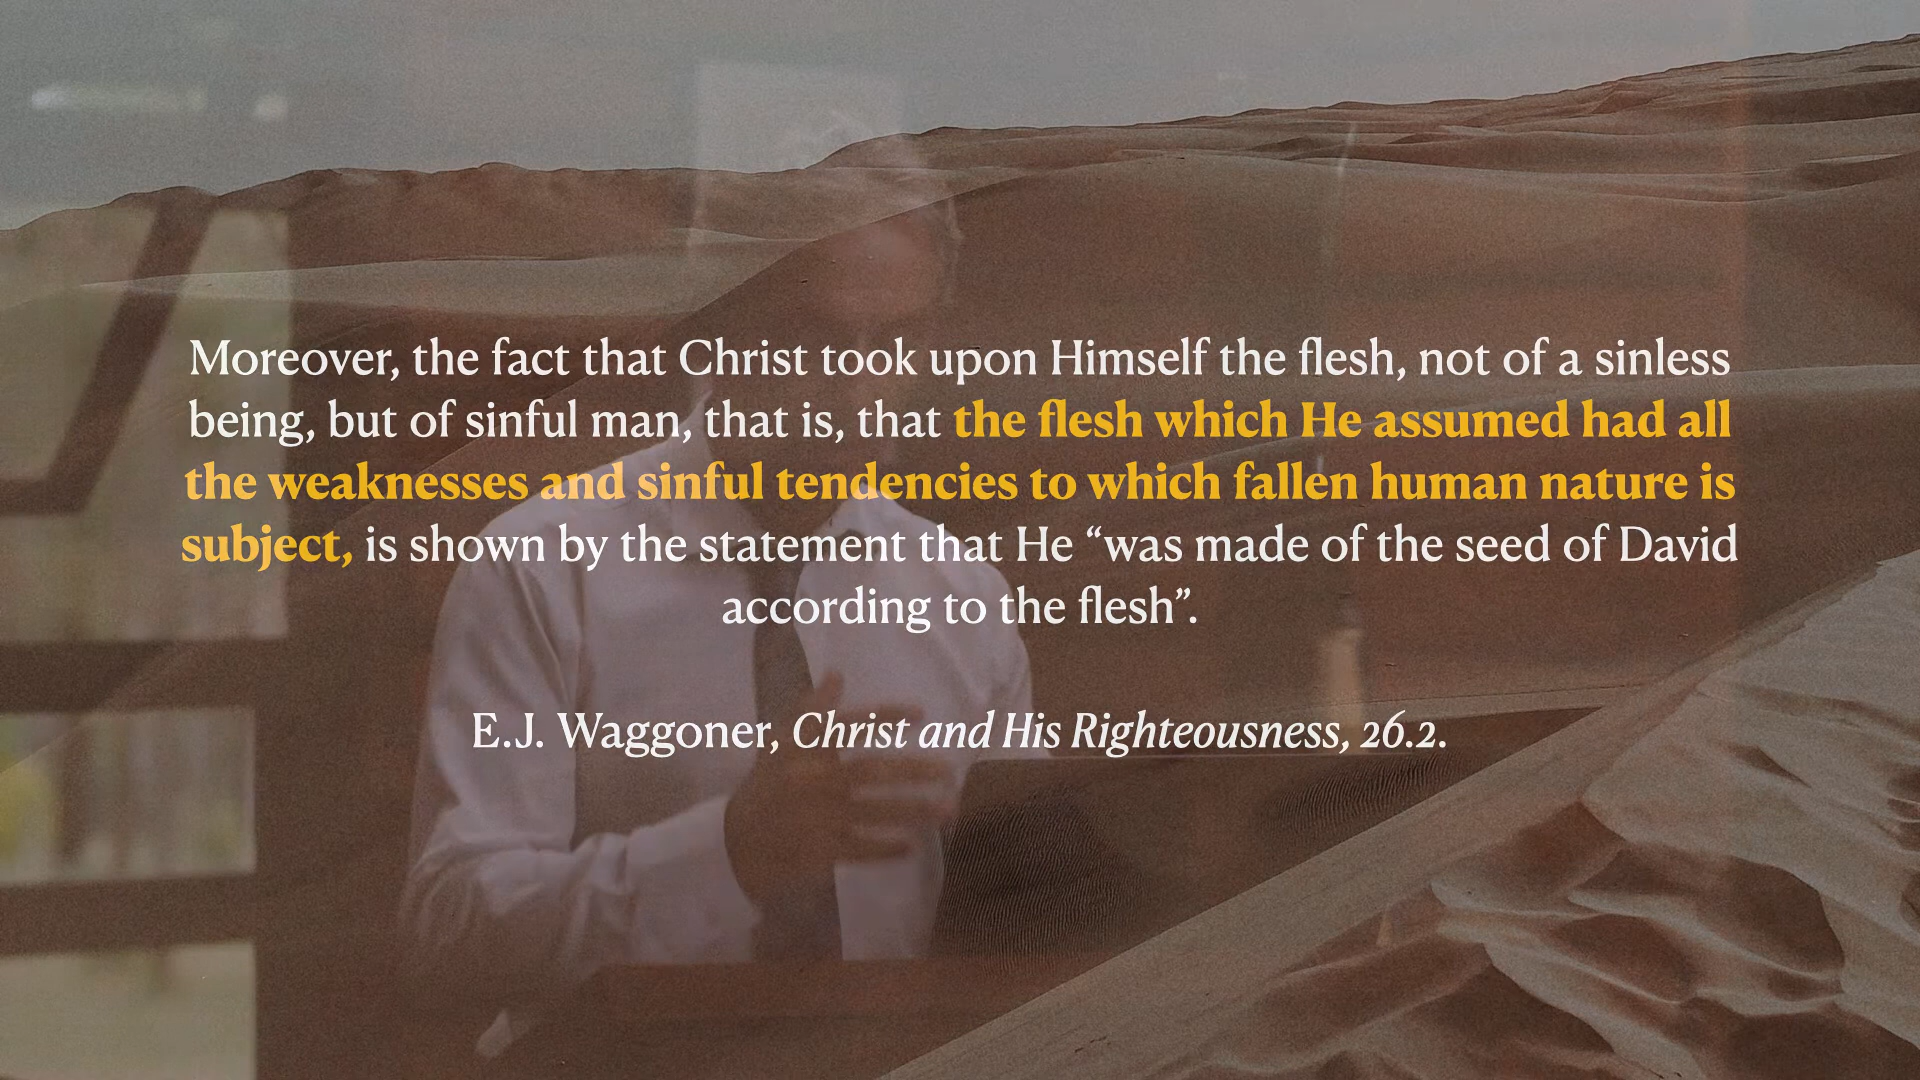 Moreover, the fact that Christ took upon Himself the flesh, not of a sinless
being, but of sinful man, that is, that the flesh which He assumed had all
the weaknesses and sinful tendencies to which fallen human nature is
subject, is shown by the statement that He “was made of the seed of David
according to the flesh”.
E.J. Waggoner, Christ and His Righteousness, 26.2.